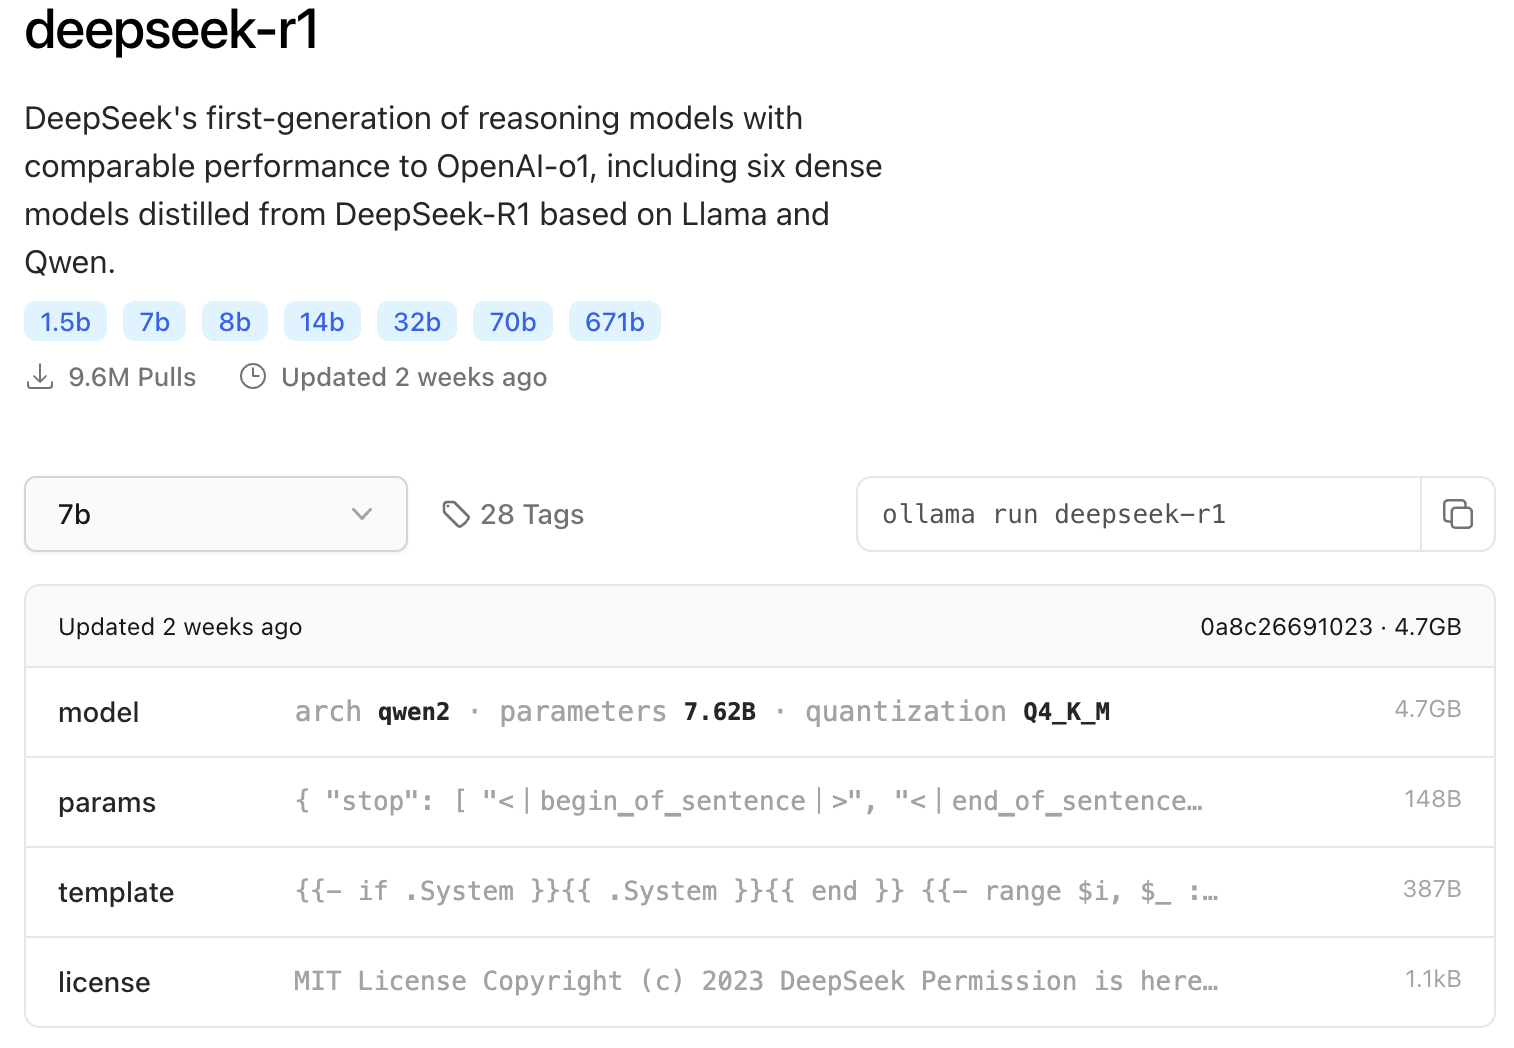 deepseek-r1
DeepSeek's first-generation of reasoning models with
comparable performance to OpenAI-o1, including six dense
models distilled from DeepSeek-R1 based on Llama and
Qwen.
1.5b 7b 8b 14b 32b 70b 671b
9.6M Pulls Updated 2 weeks ago
7b 28 Tags ollama run deepseek-r1
Updated 2 weeks ago 0a8c26691023 · 4.7GB
model arch qwen2 · parameters 7.62B · quantization Q4_K_M 4.7GB
params { "stop": [ "<｜begin_of_sentence｜>", "<｜end_of_sentence… 148B
template {{- if .System }}{{ .System }}{{ end }} {{- range $i, $_ :… 387B
license MIT License Copyright (c) 2023 DeepSeek Permission is here… 1.1kB